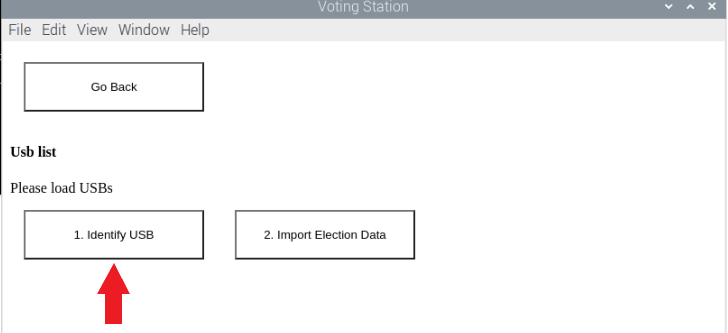 Voting Station
File Edit View Window Help
Go Back
Usb list
Please load USBs
1. Identify USB 2. Import Election Data